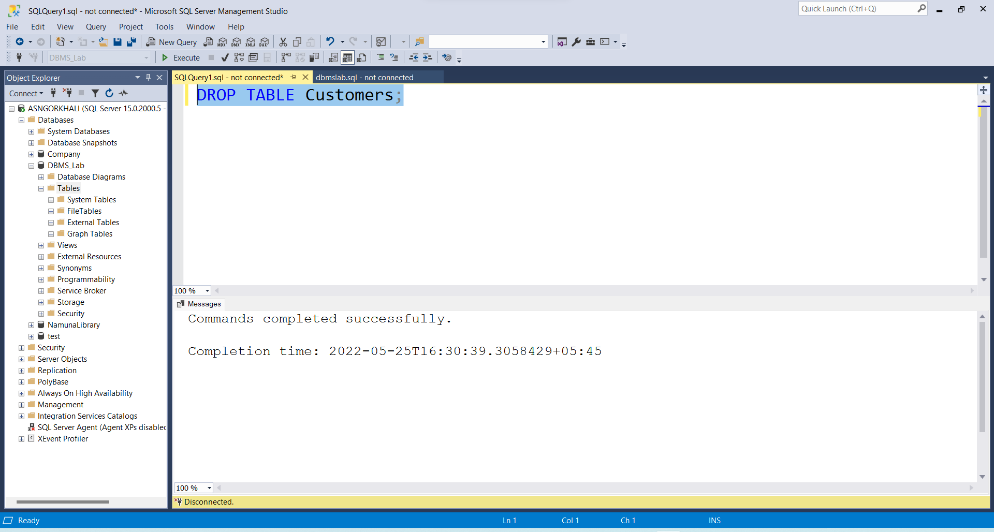 SQLQuery1.sql - not connected* - Microsoft SQL Server Management Studio
Quick Launch (Ctrl+Q)
File Edit View Query Project Tools Window Help
New Query
DBMS_Lab
Execute
Object Explorer
SQLQuery1.sql - not connected*
dbmslab.sql - not connected
Connect
DROP TABLE Customers;
ASNGORKHALI (SQL Server 15.0.2000.5 -
Databases
System Databases
Database Snapshots
Company
DBMS_Lab
Database Diagrams
Tables
System Tables
FileTables
External Tables
Graph Tables
Views
External Resources
Synonyms
Programmability
Service Broker
Storage
Security
NamunaLibrary
test
Security
Server Objects
Replication
PolyBase
Always On High Availability
Management
Integration Services Catalogs
SQL Server Agent (Agent XPs disabled
XEvent Profiler
100 %
Messages
Commands completed successfully.
Completion time: 2022-05-25T16:30:39.3058429+05:45
100 %
Disconnected.
Ready
Ln 1
Col 1
Ch 1
INS